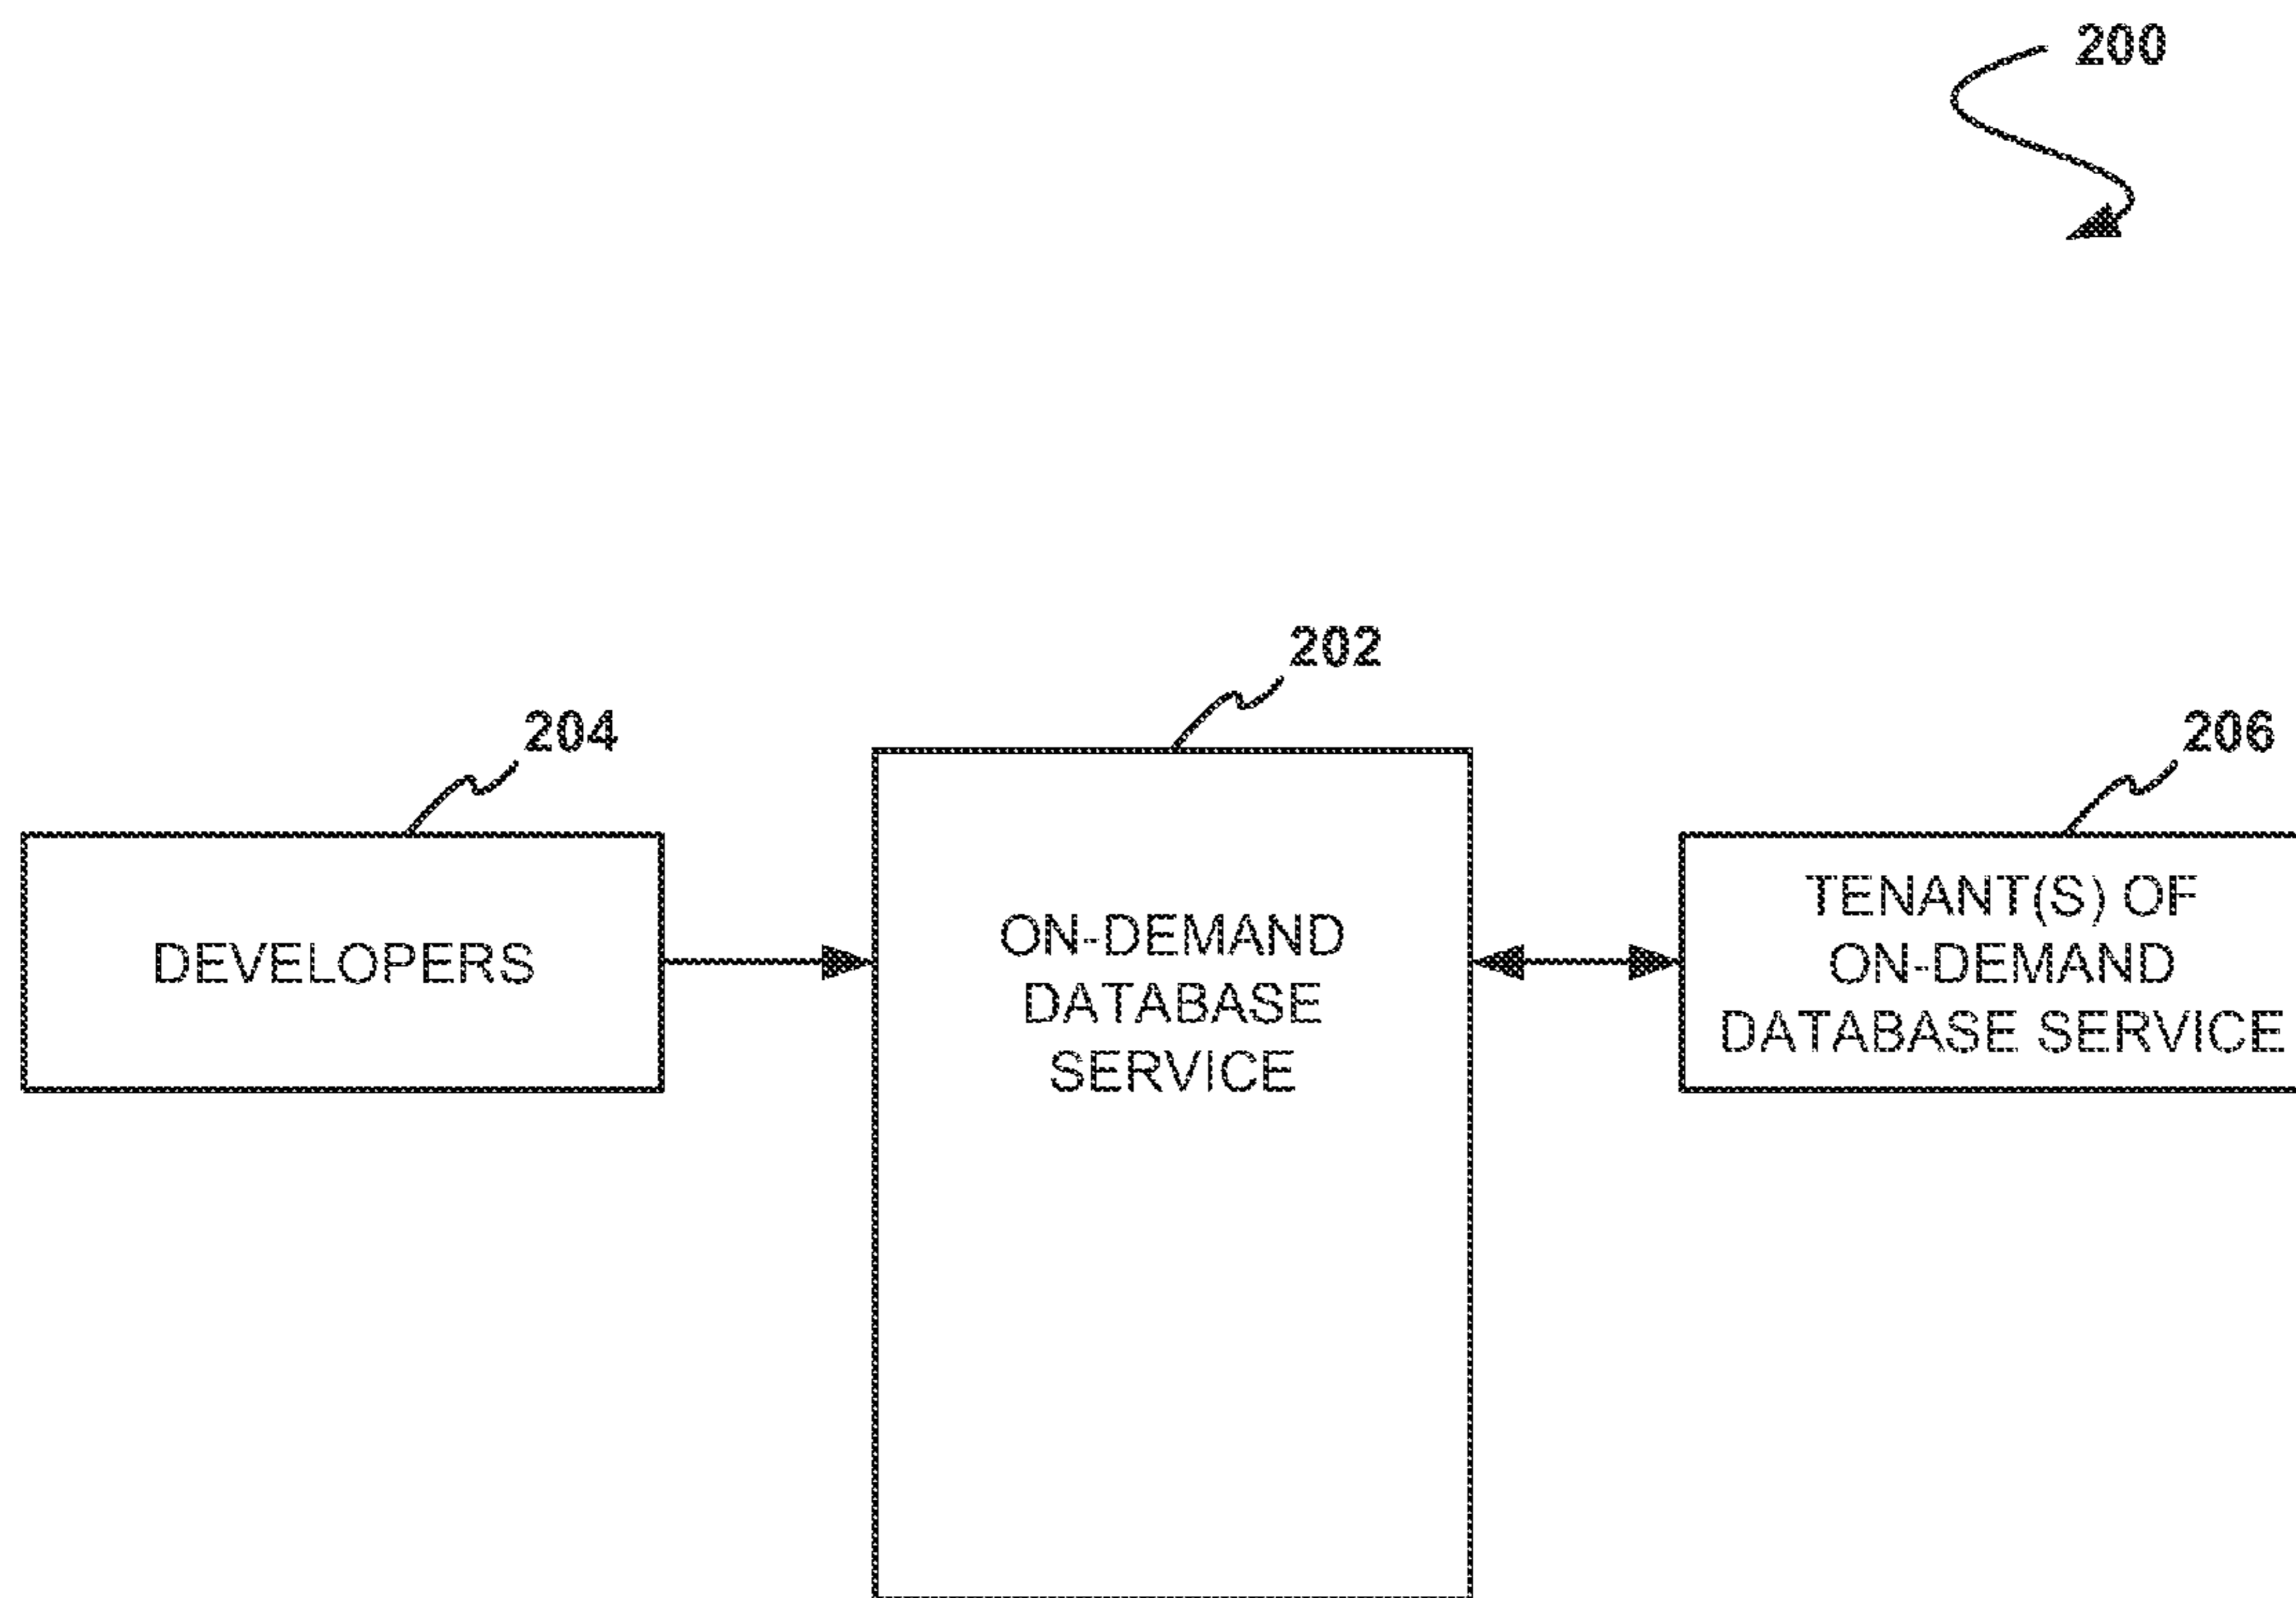 200
202
204
206
DEVELOPERS
ON-DEMAND
DATABASE
SERVICE
TENANT(S) OF
ON-DEMAND
DATABASE SERVICE